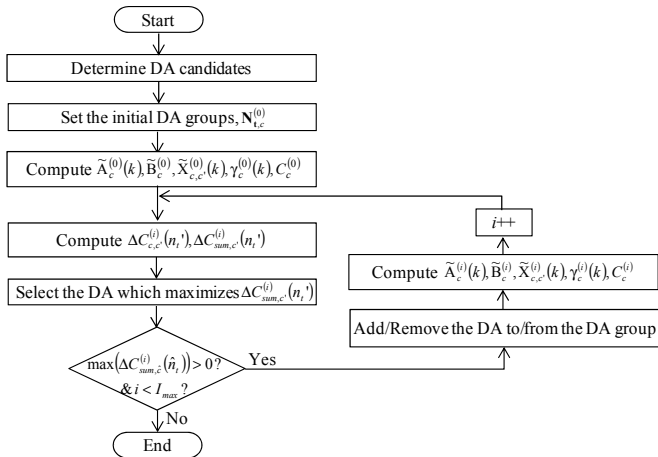 Start
Determine DA candidates
Set the initial DA groups, N_{t,c}^{(0)}
Compute Ã_c^{(0)}(k), B̃_c^{(0)}, X̃_{c,c'}^{(0)}(k), γ_c^{(0)}(k), C_c^{(0)}
Compute ΔC_{c,c'}^{(i)}(n_t'), ΔC_{sum,c'}^{(i)}(n_t')
Select the DA which maximizes ΔC_{sum,c'}^{(i)}(n_t')
max(ΔC_{sum,ĉ}^{(i)}(n̂_t)) > 0 ?
& i < I_{max} ?
Yes
No
End
i++
Compute Ã_c^{(i)}(k), B̃_c^{(i)}, X̃_{c,c'}^{(i)}(k), γ_c^{(i)}(k), C_c^{(i)}
Add/Remove the DA to/from the DA group